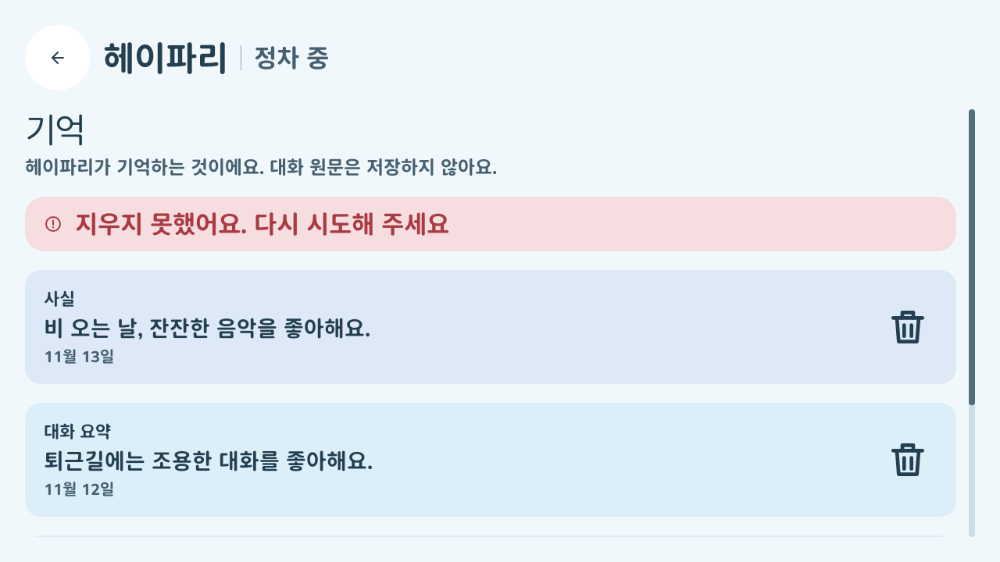 헤이파리
정차 중
기억
헤이파리가 기억하는 것이에요. 대화 원문은 저장하지 않아요.
지우지 못했어요. 다시 시도해 주세요
사실
비 오는 날, 잔잔한 음악을 좋아해요.
11월 13일
대화 요약
퇴근길에는 조용한 대화를 좋아해요.
11월 12일